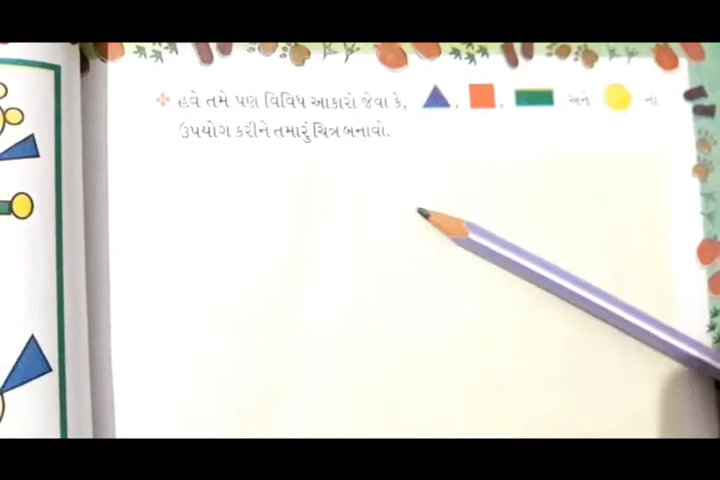 હવે તમે પણ વિવિધ આકારો જેવા કે, , , અને નો
ઉપયોગ કરીને તમારું ચિત્ર બનાવો.